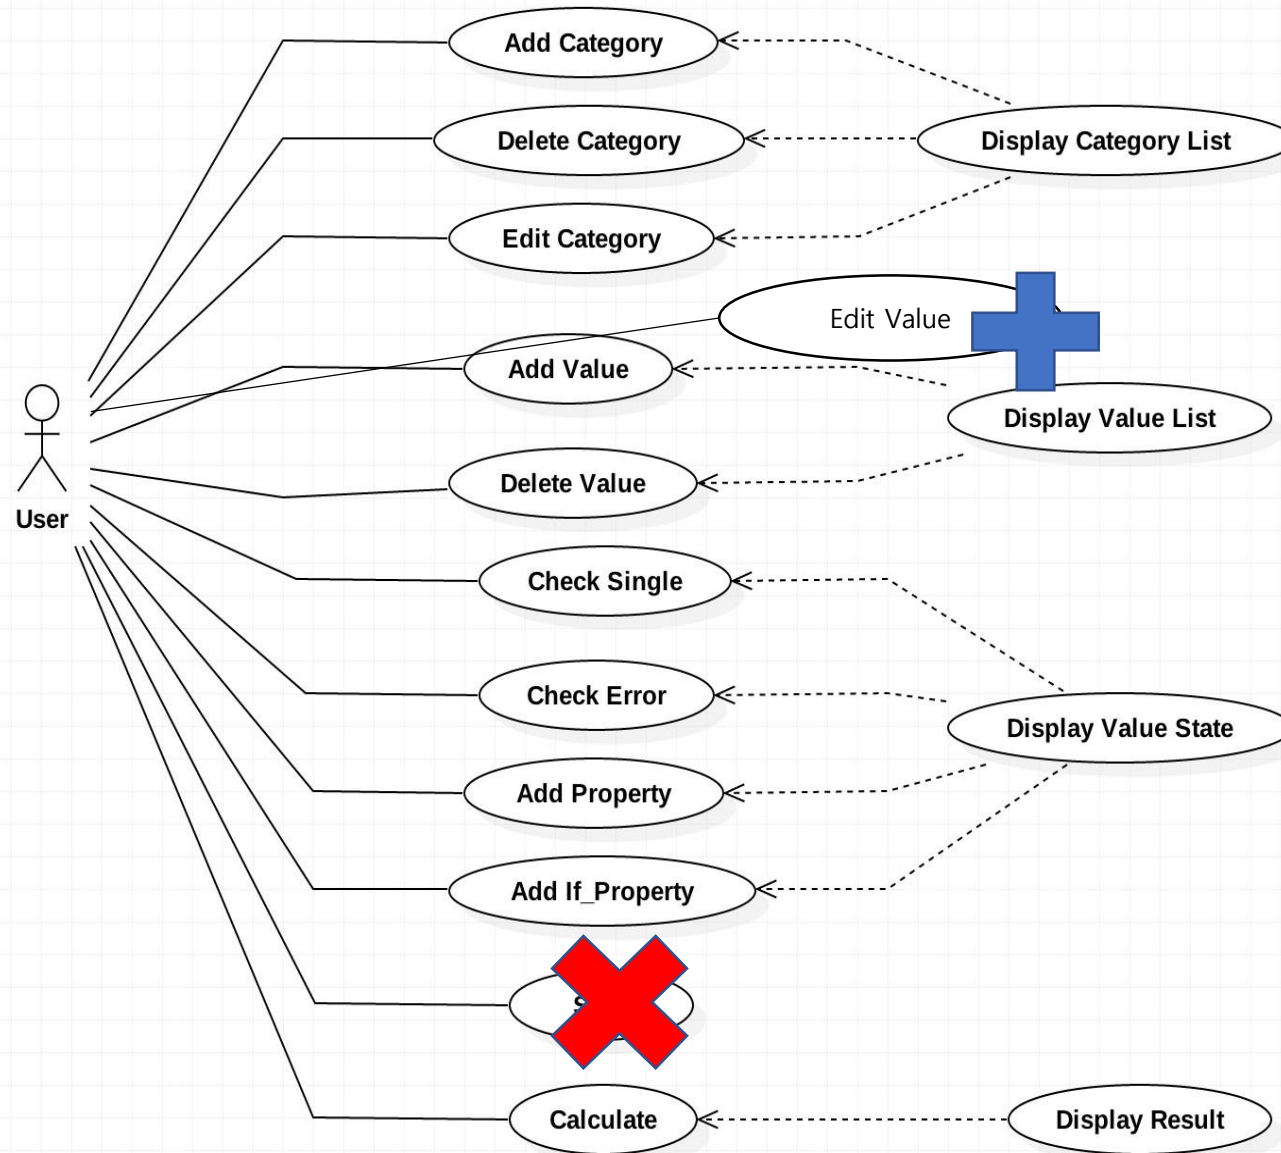 Add Category
Delete Category
Display Category List
Edit Category
Edit Value
Add Value
Display Value List
Delete Value
User
Check Single
Check Error
Display Value State
Add Property
Add If_Property
Calculate
Display Result